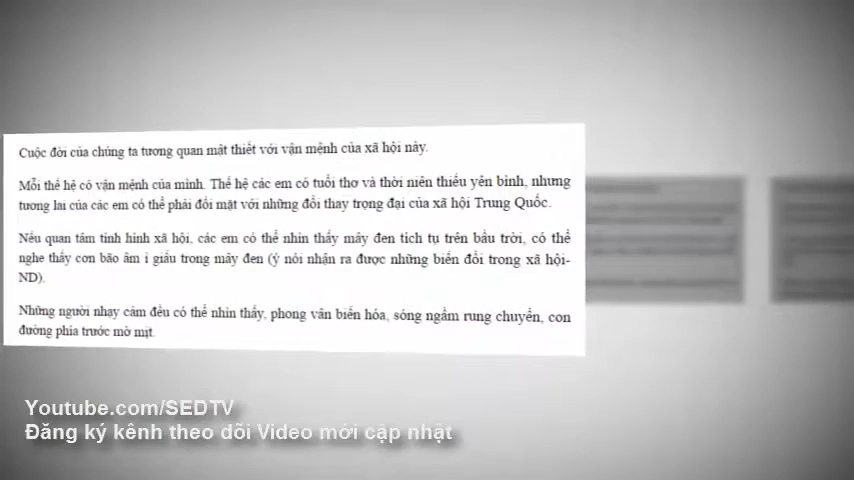 Cuộc đời của chúng ta tương quan mật thiết với vận mệnh của xã hội này.
Mỗi thế hệ có vận mệnh của mình. Thế hệ các em có tuổi thơ và thời niên thiếu yên bình, nhưng
tương lai của các em có thể phải đối mặt với những đổi thay trọng đại của xã hội Trung Quốc.
Nếu quan tâm tình hình xã hội, các em có thể nhìn thấy mây đen tích tụ trên bầu trời, có thể
nghe thấy cơn bão âm ỉ giấu trong mây đen (ý nói nhận ra được những biến đổi trong xã hội-
ND).
Những người nhạy cảm đều có thể nhìn thấy, phong vân biến hóa, sóng ngầm rung chuyển, con
đường phía trước mờ mịt.
Youtube.com/SEDTV
Đăng ký kênh theo dõi Video mới cập nhật